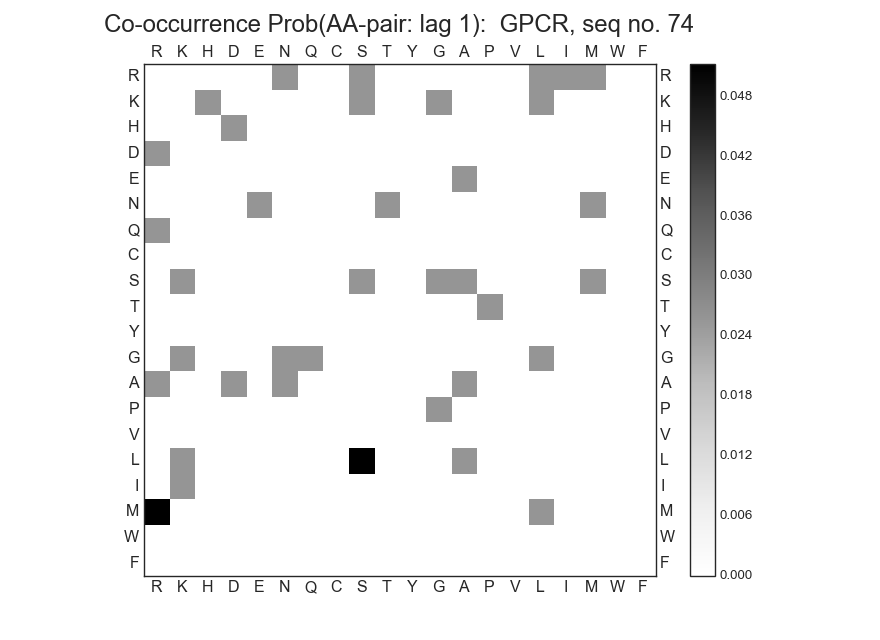 Co-occurrence Prob(AA-pair: lag 1):  GPCR, seq no. 74
R K H D E N Q C S T Y G A P V L I M W F
R R
K K 0.048
H H
D D 0.042
E E
N N 0.036
Q Q
C C
S S 0.030
T T
Y Y 0.024
G G
A A 0.018
P P
V V
L L 0.012
I I
M M 0.006
W W
F F 0.000
R K H D E N Q C S T Y G A P V L I M W F